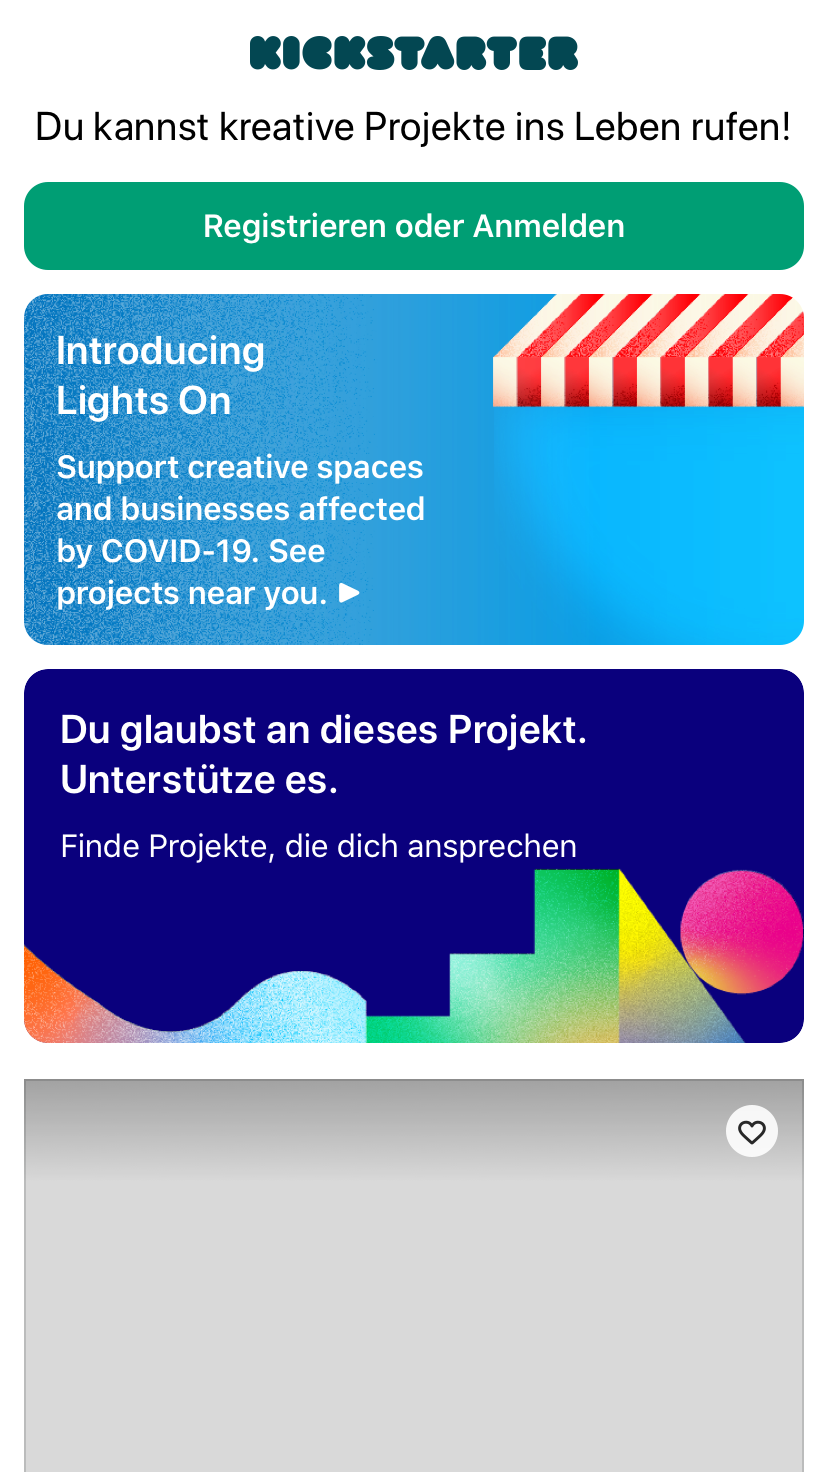 KICKSTARTER
Du kannst kreative Projekte ins Leben rufen!
Registrieren oder Anmelden
Introducing
Lights On
Support creative spaces
and businesses affected
by COVID-19. See
projects near you. ►
Du glaubst an dieses Projekt.
Unterstütze es.
Finde Projekte, die dich ansprechen